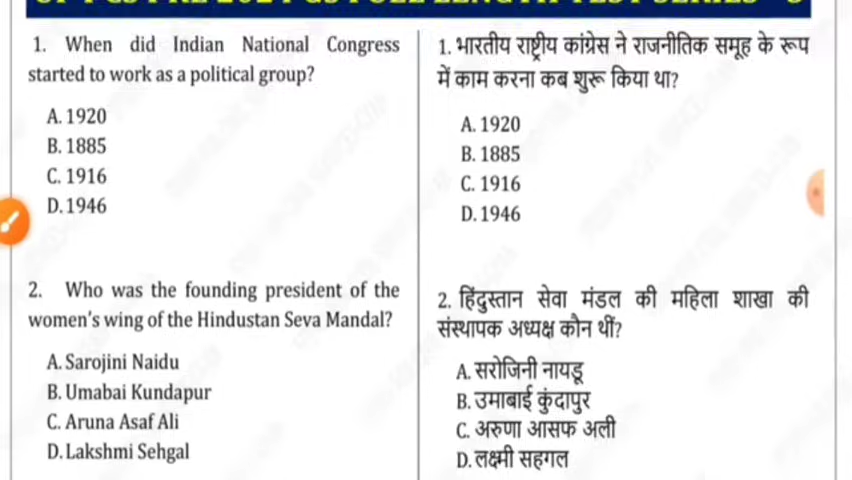 1. When did Indian National Congress
started to work as a political group?
A. 1920
B. 1885
C. 1916
D. 1946
2. Who was the founding president of the
women's wing of the Hindustan Seva Mandal?
A. Sarojini Naidu
B. Umabai Kundapur
C. Aruna Asaf Ali
D. Lakshmi Sehgal
1. भारतीय राष्ट्रीय कांग्रेस ने राजनीतिक समूह के रूप
में काम करना कब शुरू किया था?
A. 1920
B. 1885
C. 1916
D. 1946
2. हिंदुस्तान सेवा मंडल की महिला शाखा की
संस्थापक अध्यक्ष कौन थीं?
A. सरोजिनी नायडू
B. उमाबाई कुंदापुर
C. अरुणा आसफ अली
D. लक्ष्मी सहगल